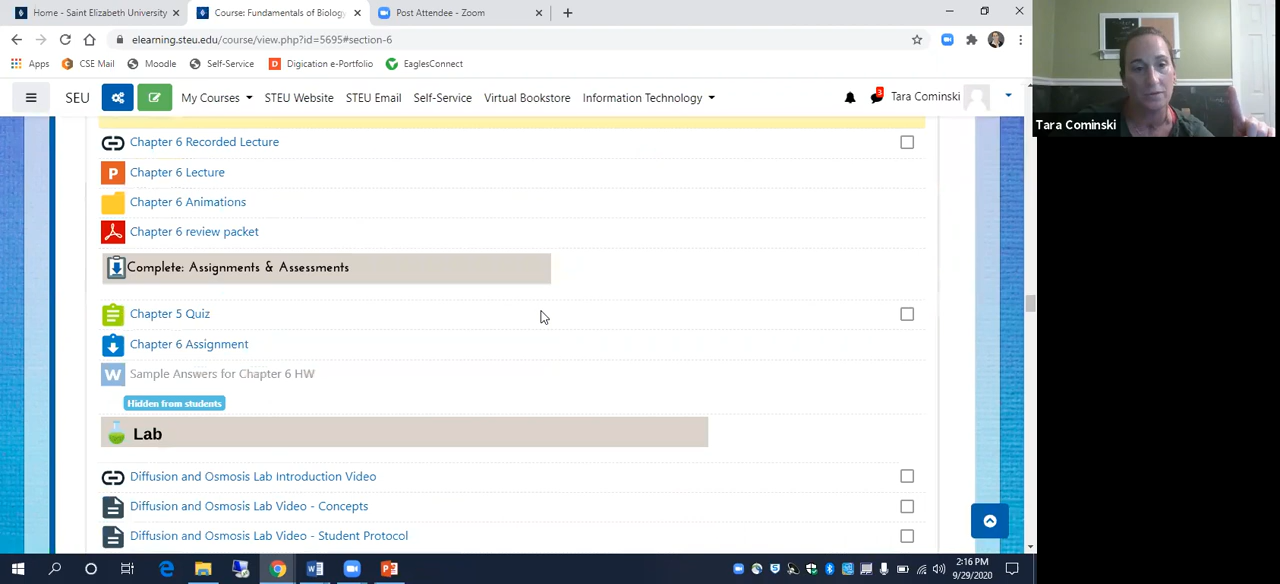 Home - Saint Elizabeth University
Course: Fundamentals of Biology
Post Attendee - Zoom
elearning.steu.edu/course/view.php?id=5695#section-6
Apps CSE Mail Moodle Self-Service Digication e-Portfolio EaglesConnect
SEU My Courses STEU Website STEU Email Self-Service Virtual Bookstore Information Technology 3 Tara Cominski
Tara Cominski
Chapter 6 Recorded Lecture
P Chapter 6 Lecture
Chapter 6 Animations
Chapter 6 review packet
Complete: Assignments & Assessments
Chapter 5 Quiz
Chapter 6 Assignment
W Sample Answers for Chapter 6 HW
Hidden from students
Lab
Diffusion and Osmosis Lab Introduction Video
Diffusion and Osmosis Lab Video - Concepts
Diffusion and Osmosis Lab Video - Student Protocol
2:16 PM
9/29/2020